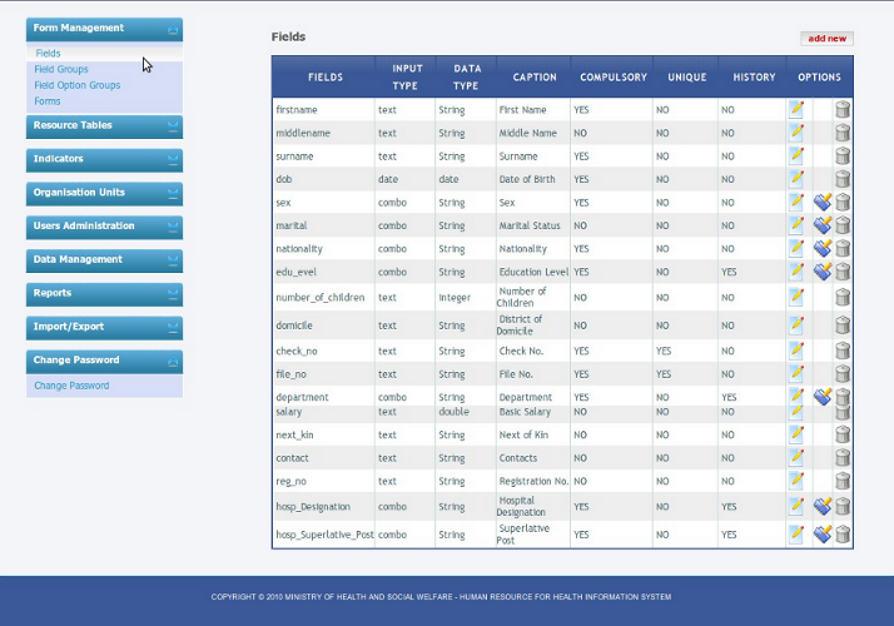 Form Management
Fields
Field Groups
Field Option Groups
Forms
Resource Tables
Indicators
Organisation Units
Users Administration
Data Management
Reports
Import/Export
Change Password
Change Password
Fields
add new
FIELDS INPUT TYPE DATA TYPE CAPTION COMPULSORY UNIQUE HISTORY OPTIONS
firstname text String First Name YES NO NO
middlename text String Middle Name NO NO NO
surname text String Surname YES NO NO
dob date date Date of Birth YES NO NO
sex combo String Sex YES NO NO
marital combo String Marital Status NO NO NO
nationality combo String Nationality YES NO NO
edu_evel combo String Education Level YES NO YES
number_of_children text Integer Number of Children NO NO NO
domicile text String District of Domicile NO NO NO
check_no text String Check No. YES YES NO
file_no text String File No. YES YES NO
department combo String Department YES NO YES
salary text double Basic Salary NO NO NO
next_kin text String Next of Kin NO NO NO
contact text String Contacts NO NO NO
reg_no text String Registration No. NO NO NO
hosp_Designation combo String Hospital Designation YES NO YES
hosp_Superlative_Post combo String Superlative Post YES NO YES
COPYRIGHT © 2010 MINISTRY OF HEALTH AND SOCIAL WELFARE - HUMAN RESOURCE FOR HEALTH INFORMATION SYSTEM